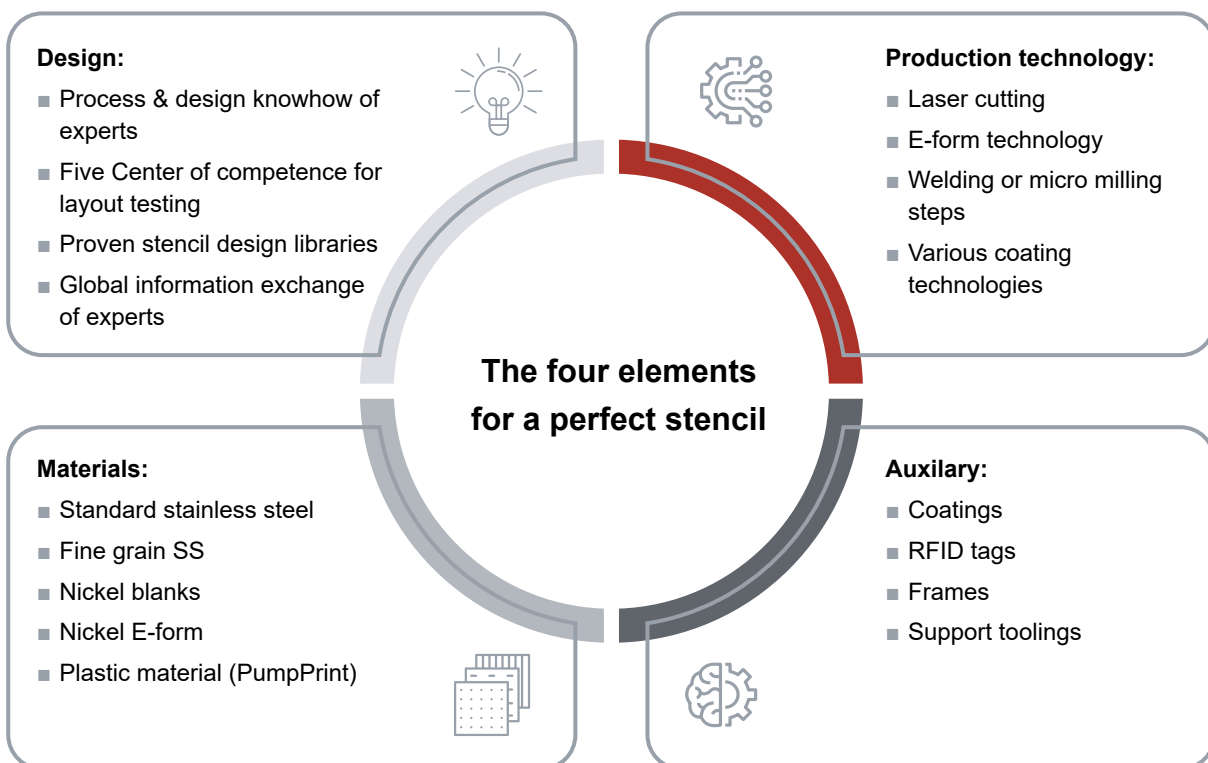 Design:
■ Process & design knowhow of
experts
■ Five Center of competence for
layout testing
■ Proven stencil design libraries
■ Global information exchange
of experts
Production technology:
■ Laser cutting
■ E-form technology
■ Welding or micro milling
steps
■ Various coating
technologies
The four elements
for a perfect stencil
Materials:
■ Standard stainless steel
■ Fine grain SS
■ Nickel blanks
■ Nickel E-form
■ Plastic material (PumpPrint)
Auxilary:
■ Coatings
■ RFID tags
■ Frames
■ Support toolings